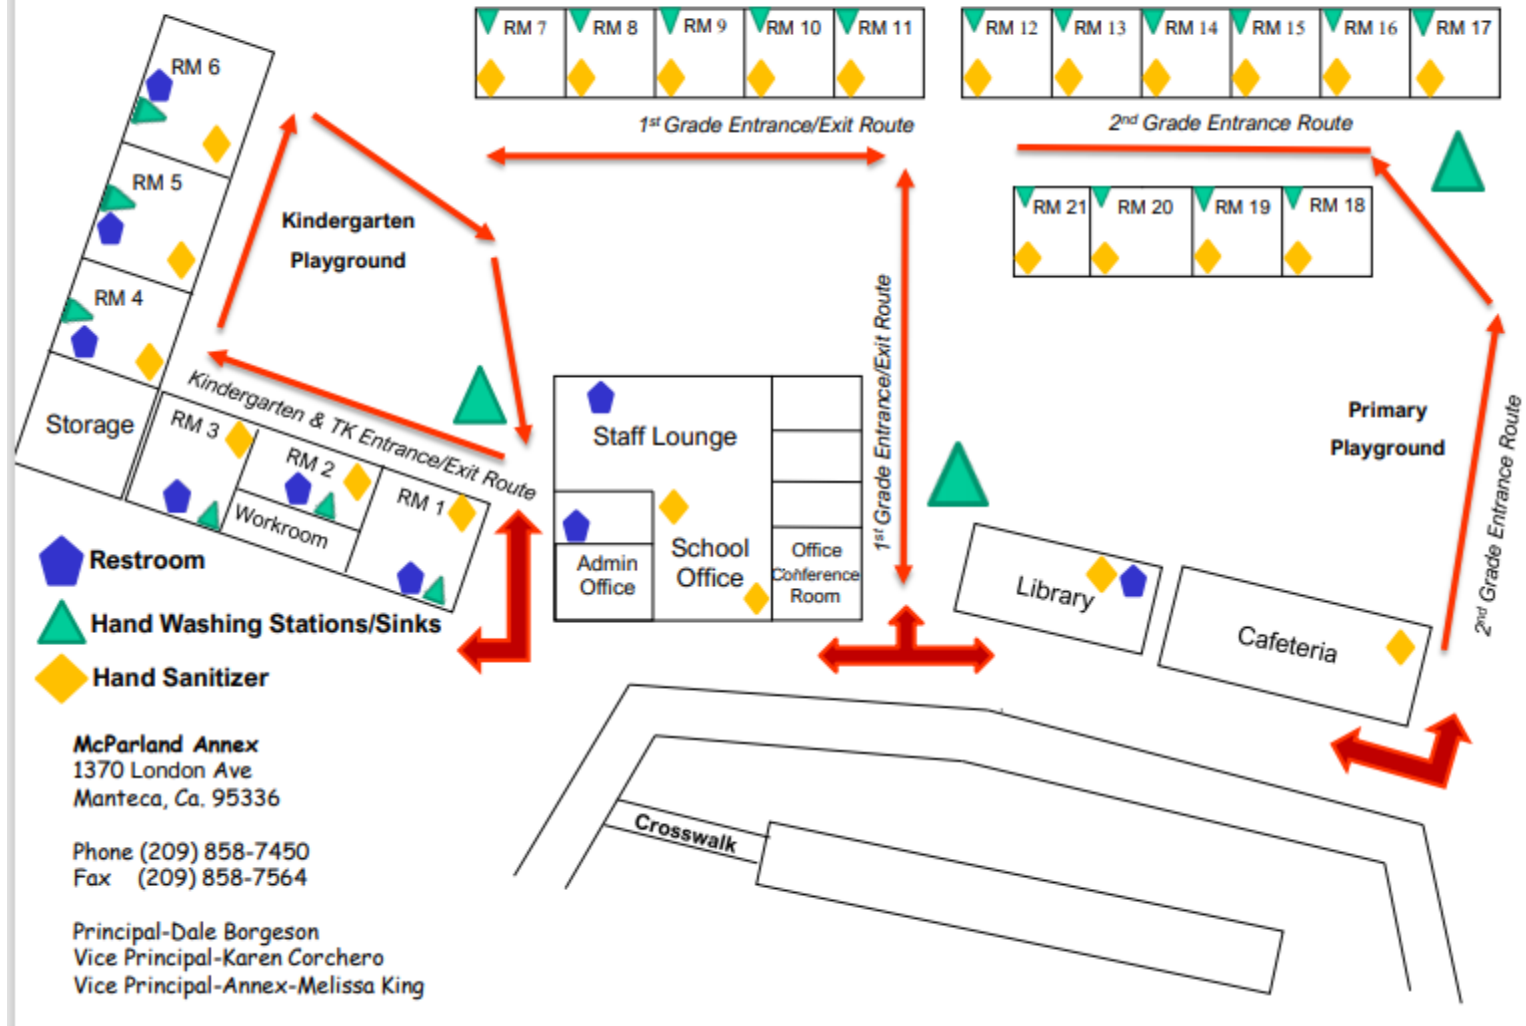 RM 7
RM 8
RM 9
RM 10
RM 11
RM 12
RM 13
RM 14
RM 15
RM 16
RM 17
RM 6
1st Grade Entrance/Exit Route
2nd Grade Entrance Route
RM 5
RM 21
RM 20
RM 19
RM 18
Kindergarten
Playground
RM 4
1st Grade Entrance/Exit Route
Kindergarten & TK Entrance/Exit Route
Primary
Playground
2nd Grade Entrance Route
Storage
RM 3
RM 2
RM 1
Workroom
Staff Lounge
School
Office
Admin
Office
Office
Conference
Room
Library
Cafeteria
Restroom
Hand Washing Stations/Sinks
Hand Sanitizer
McParland Annex
1370 London Ave
Manteca, Ca. 95336
Phone (209) 858-7450
Fax (209) 858-7564
Principal-Dale Borgeson
Vice Principal-Karen Corchero
Vice Principal-Annex-Melissa King
Crosswalk